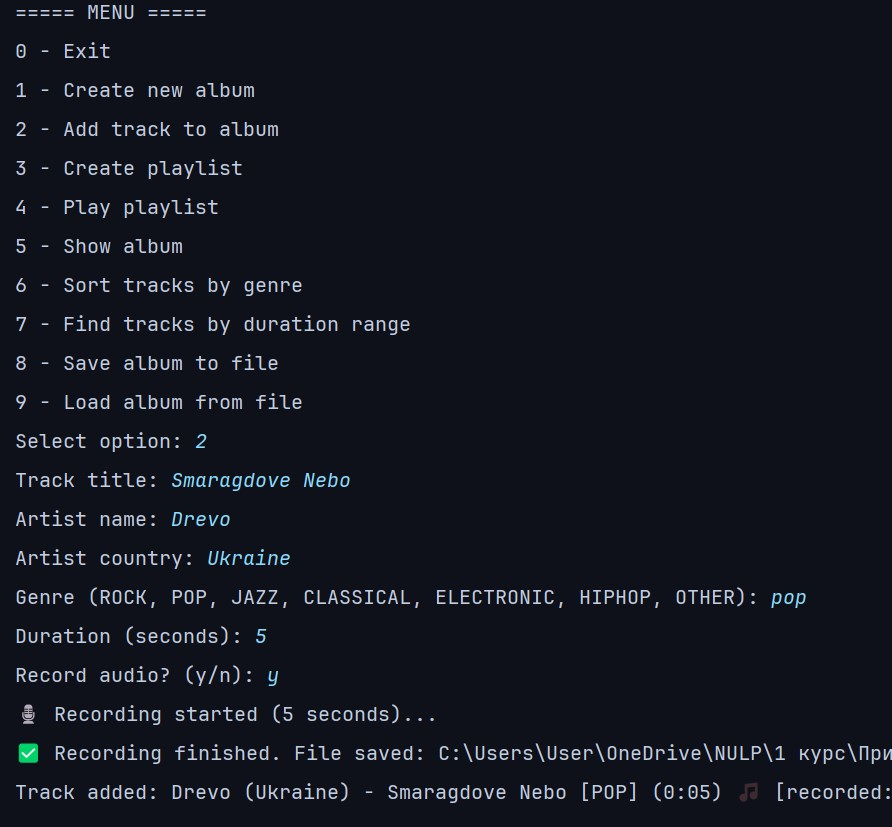 ===== MENU =====
0 - Exit
1 - Create new album
2 - Add track to album
3 - Create playlist
4 - Play playlist
5 - Show album
6 - Sort tracks by genre
7 - Find tracks by duration range
8 - Save album to file
9 - Load album from file
Select option: 2
Track title: Smaragdove Nebo
Artist name: Drevo
Artist country: Ukraine
Genre (ROCK, POP, JAZZ, CLASSICAL, ELECTRONIC, HIPHOP, OTHER): pop
Duration (seconds): 5
Record audio? (y/n): y
🎙 Recording started (5 seconds)...
✅ Recording finished. File saved: C:\Users\User\OneDrive\NULP\1 курс\При
Track added: Drevo (Ukraine) - Smaragdove Nebo [POP] (0:05) 🎵 [recorded: